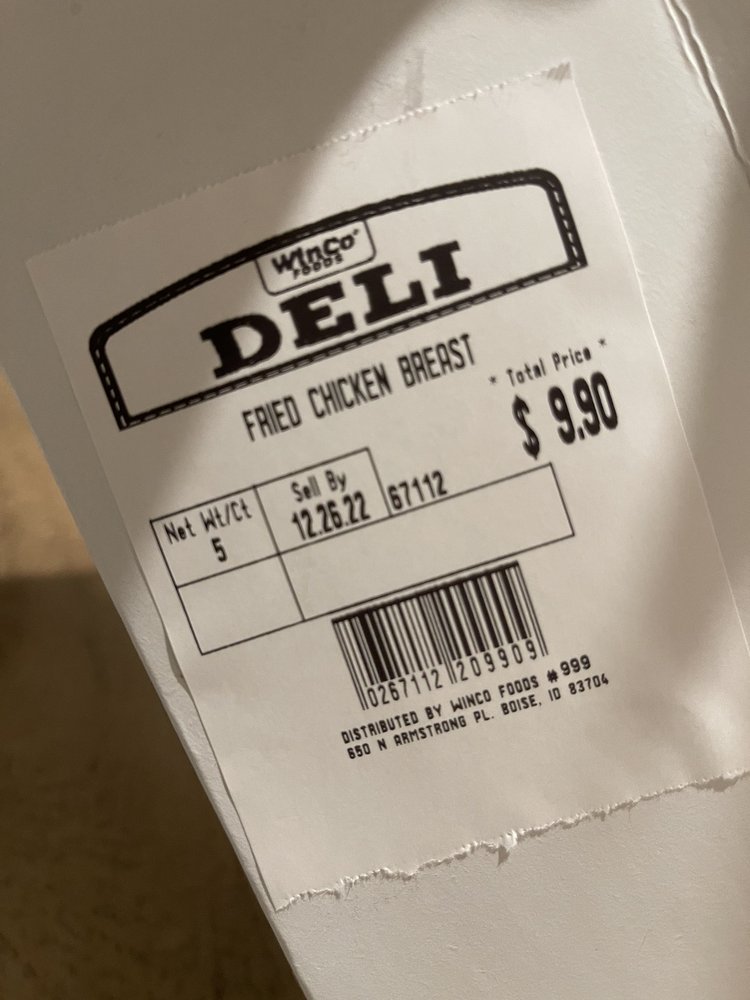 WinCo
FOODS
DELI
FRIED CHICKEN BREAST
* Total Price *
$ 9.90
Net Wt/Ct
5
Sell By
12.26.22
67112
0267112 209909
DISTRIBUTED BY WINCO FOODS #999
650 N ARMSTRONG PL. BOISE, ID 83704